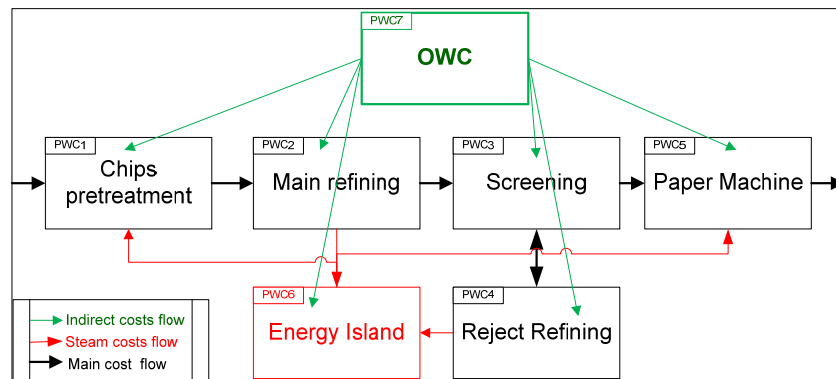 PWC7
OWC
PWC1
Chips
pretreatment
PWC2
Main refining
PWC3
Screening
PWC5
Paper Machine
PWC6
Energy Island
PWC4
Reject Refining
Indirect costs flow
Steam costs flow
Main cost flow